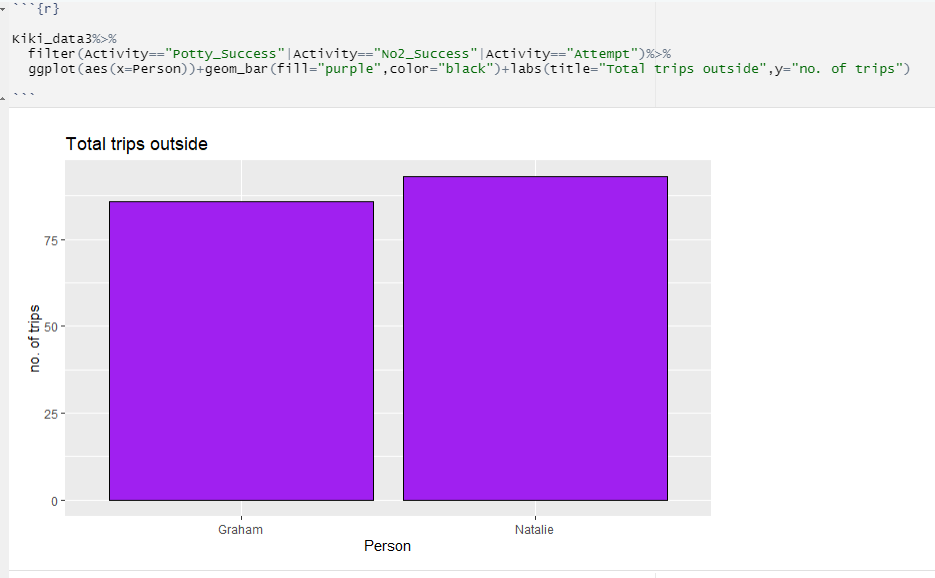 ```{r}
Kiki_data3%>%
filter(Activity=="Potty_Success"|Activity=="No2_Success"|Activity=="Attempt")%>%
ggplot(aes(x=Person))+geom_bar(fill="purple",color="black")+labs(title="Total trips outside",y="no. of trips")
```
Total trips outside
75
50
25
0
no. of trips
Graham
Natalie
Person